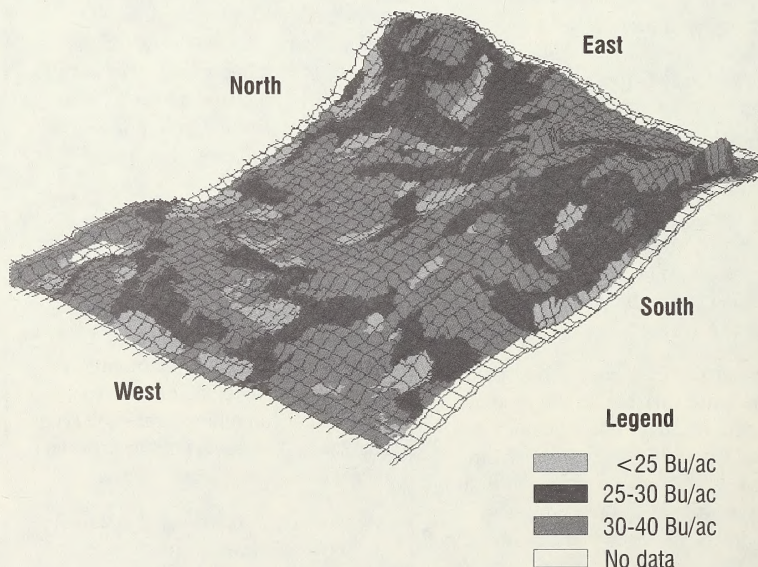 East
North
South
West
Legend
<25 Bu/ac
25-30 Bu/ac
30-40 Bu/ac
No data